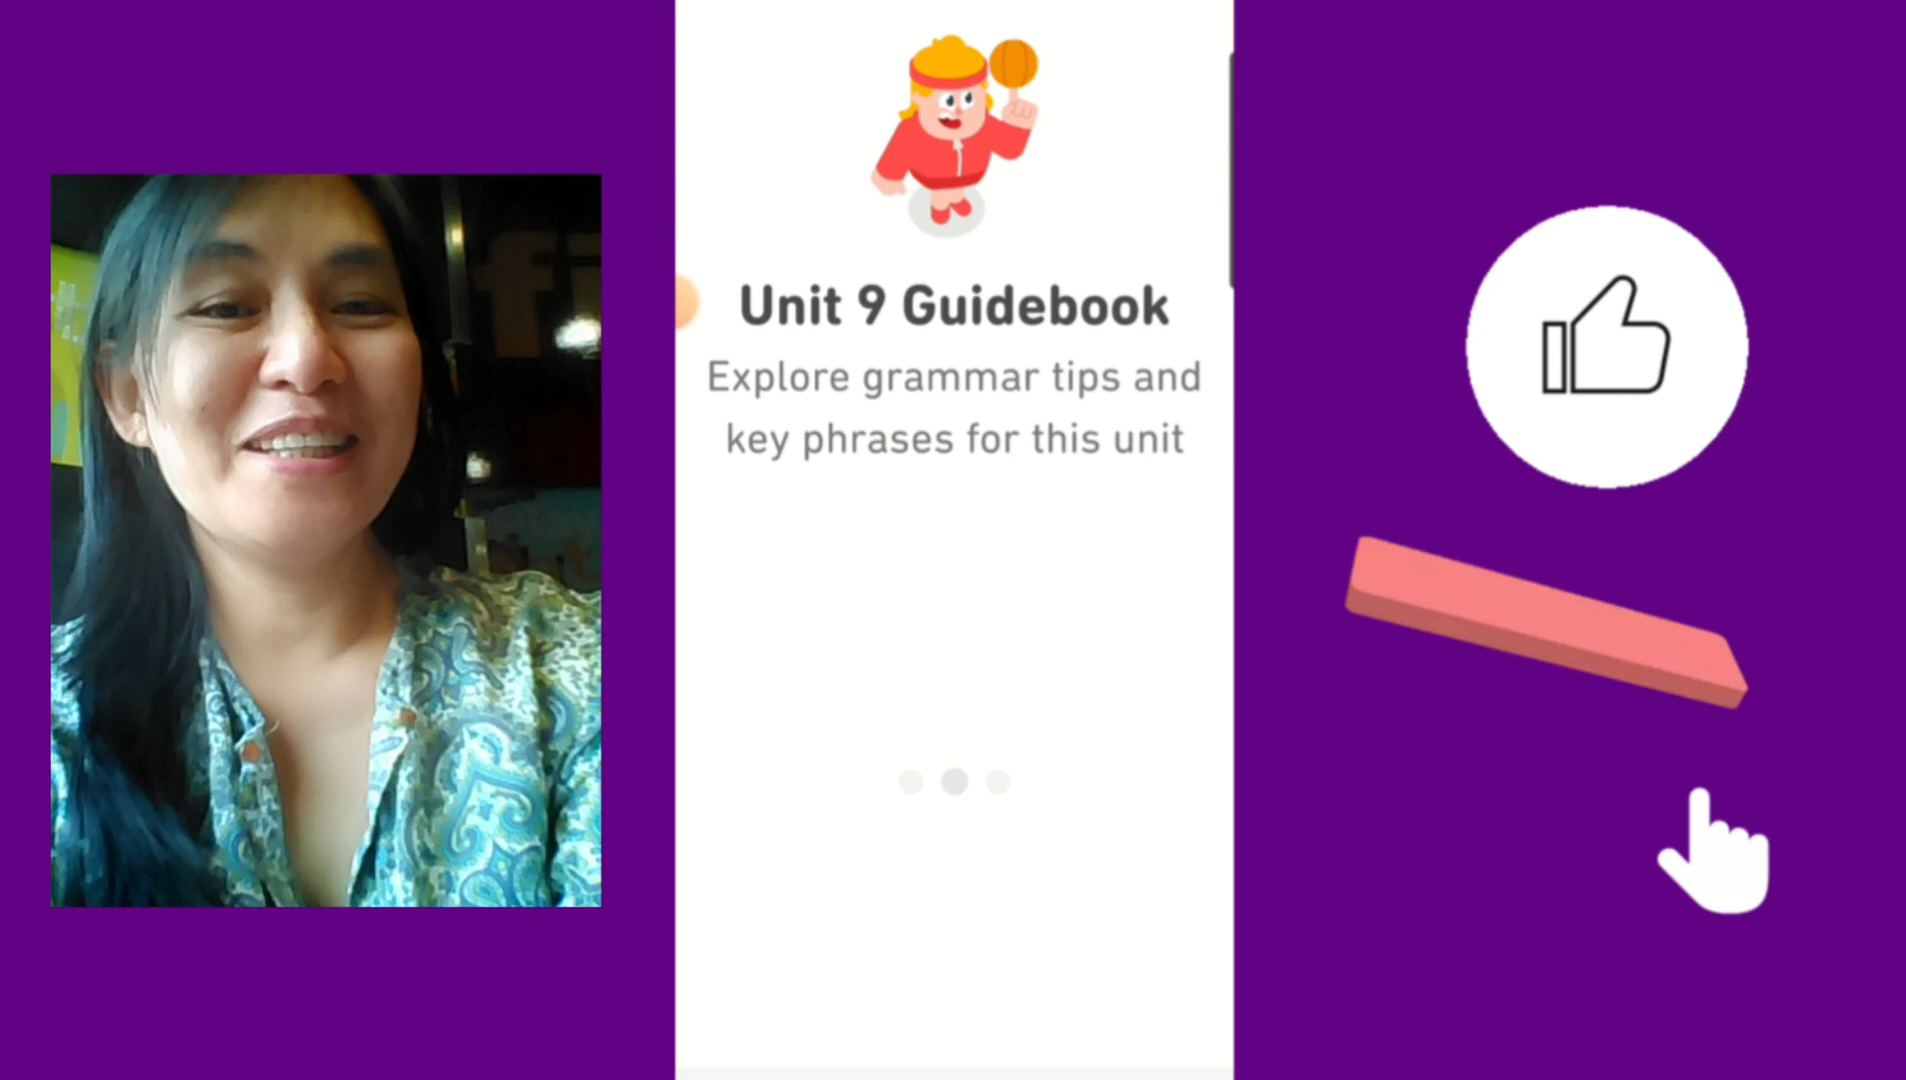 Unit 9 Guidebook
Explore grammar tips and
key phrases for this unit